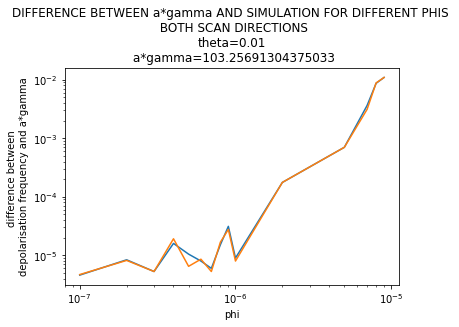 DIFFERENCE BETWEEN a*gamma AND SIMULATION FOR DIFFERENT PHIS
BOTH SCAN DIRECTIONS
theta=0.01
a*gamma=103.25691304375033
10⁻²
10⁻³
10⁻⁴
10⁻⁵
difference between
depolarisation frequency and a*gamma
10⁻⁷
10⁻⁶
10⁻⁵
phi